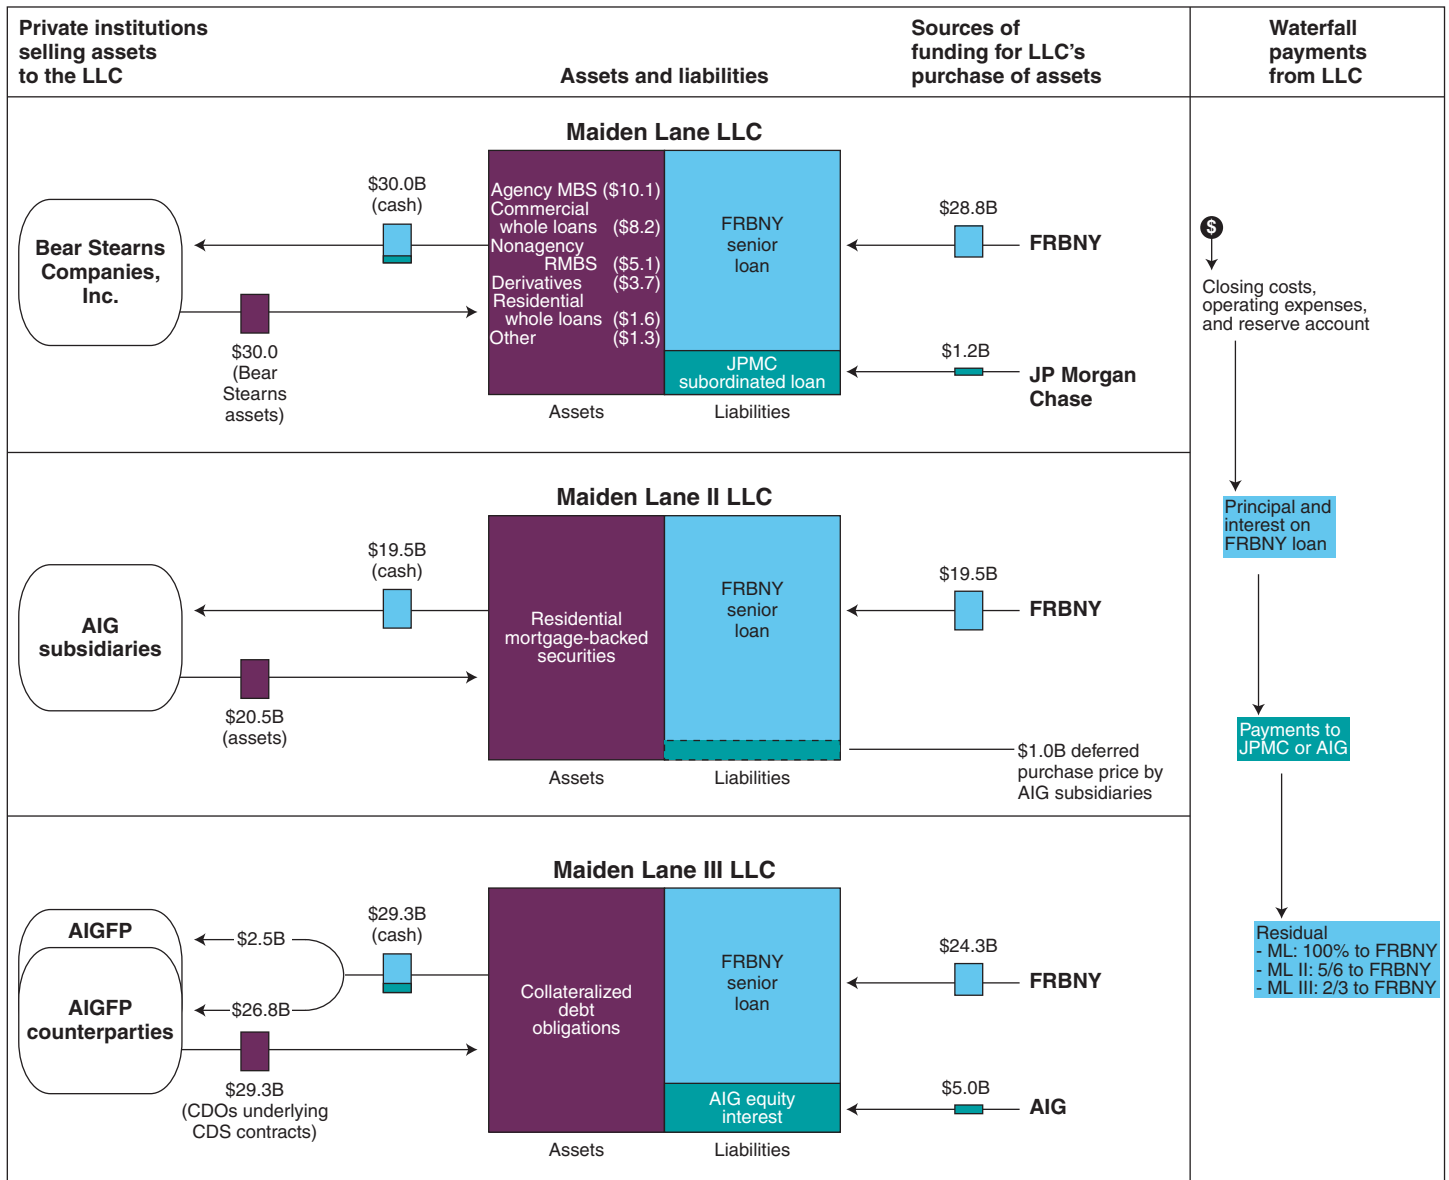 Private institutions
selling assets
to the LLC
Assets and liabilities
Sources of
funding for LLC's
purchase of assets
Waterfall
payments
from LLC
Maiden Lane LLC
Bear Stearns
Companies,
Inc.
$30.0B
(cash)
$30.0
(Bear
Stearns
assets)
Agency MBS ($10.1)
Commercial
whole loans ($8.2)
Nonagency
RMBS ($5.1)
Derivatives ($3.7)
Residential
whole loans ($1.6)
Other ($1.3)
Assets
FRBNY
senior
loan
JPMC
subordinated loan
Liabilities
$28.8B
FRBNY
$1.2B
JP Morgan
Chase
Maiden Lane II LLC
AIG
subsidiaries
$19.5B
(cash)
$20.5B
(assets)
Residential
mortgage-backed
securities
Assets
FRBNY
senior
loan
Liabilities
$19.5B
FRBNY
$1.0B deferred
purchase price by
AIG subsidiaries
Maiden Lane III LLC
AIGFP
AIGFP
counterparties
$2.5B
$26.8B
$29.3B
(cash)
$29.3B
(CDOs underlying
CDS contracts)
Collateralized
debt
obligations
Assets
FRBNY
senior
loan
AIG equity
interest
Liabilities
$24.3B
FRBNY
$5.0B
AIG
$
Closing costs,
operating expenses,
and reserve account
Principal and
interest on
FRBNY loan
Payments to
JPMC or AIG
Residual
- ML: 100% to FRBNY
- ML II: 5/6 to FRBNY
- ML III: 2/3 to FRBNY